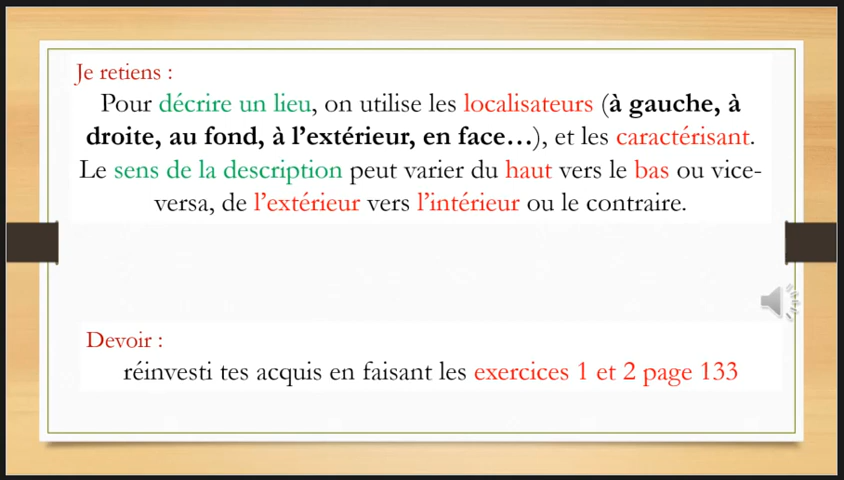 Je retiens :
Pour décrire un lieu, on utilise les localisateurs (à gauche, à
droite, au fond, à l’extérieur, en face…), et les caractérisant.
Le sens de la description peut varier du haut vers le bas ou vice-
versa, de l’extérieur vers l’intérieur ou le contraire.
Devoir :
réinvesti tes acquis en faisant les exercices 1 et 2 page 133